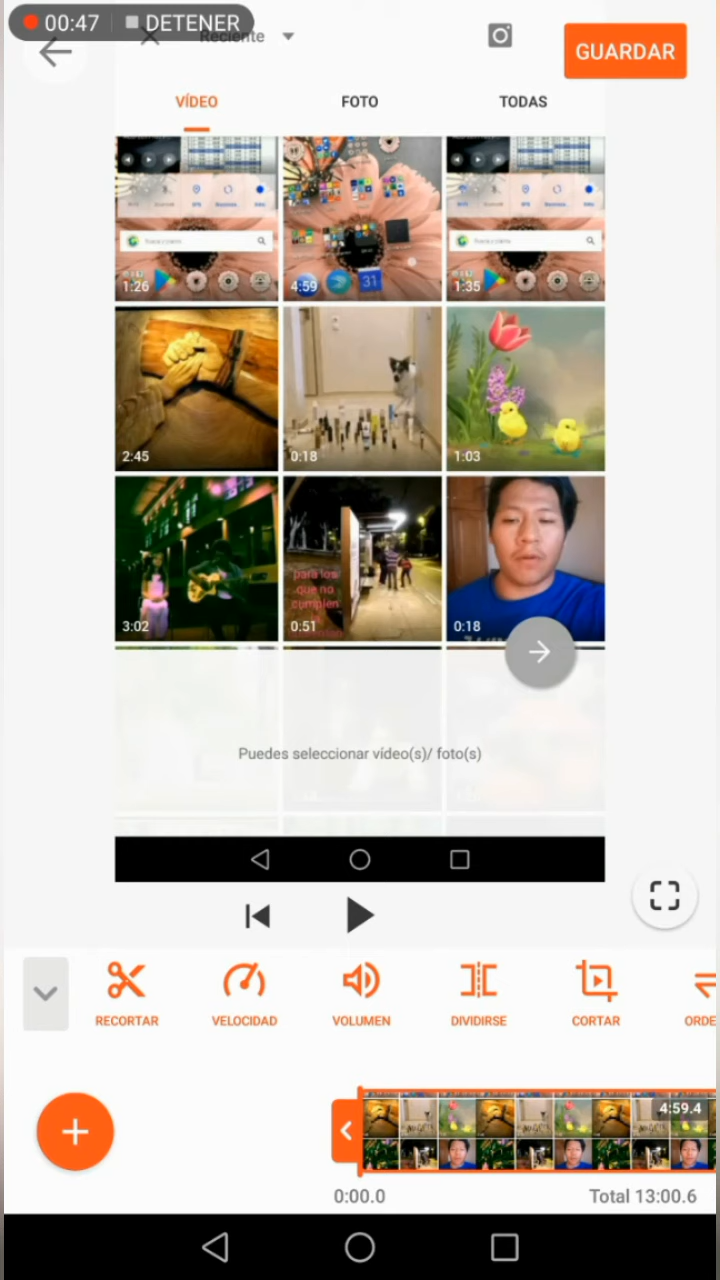 00:47 DETENER
Reciente
GUARDAR
VÍDEO FOTO TODAS
1:26 4:59 1:35
31
2:45 0:18 1:03
para los
que no
cumplen
3:02 0:51 0:18
Puedes seleccionar vídeo(s)/ foto(s)
RECORTAR VELOCIDAD VOLUMEN DIVIDIRSE CORTAR ORDE
4:59.4
0:00.0 Total 13:00.6